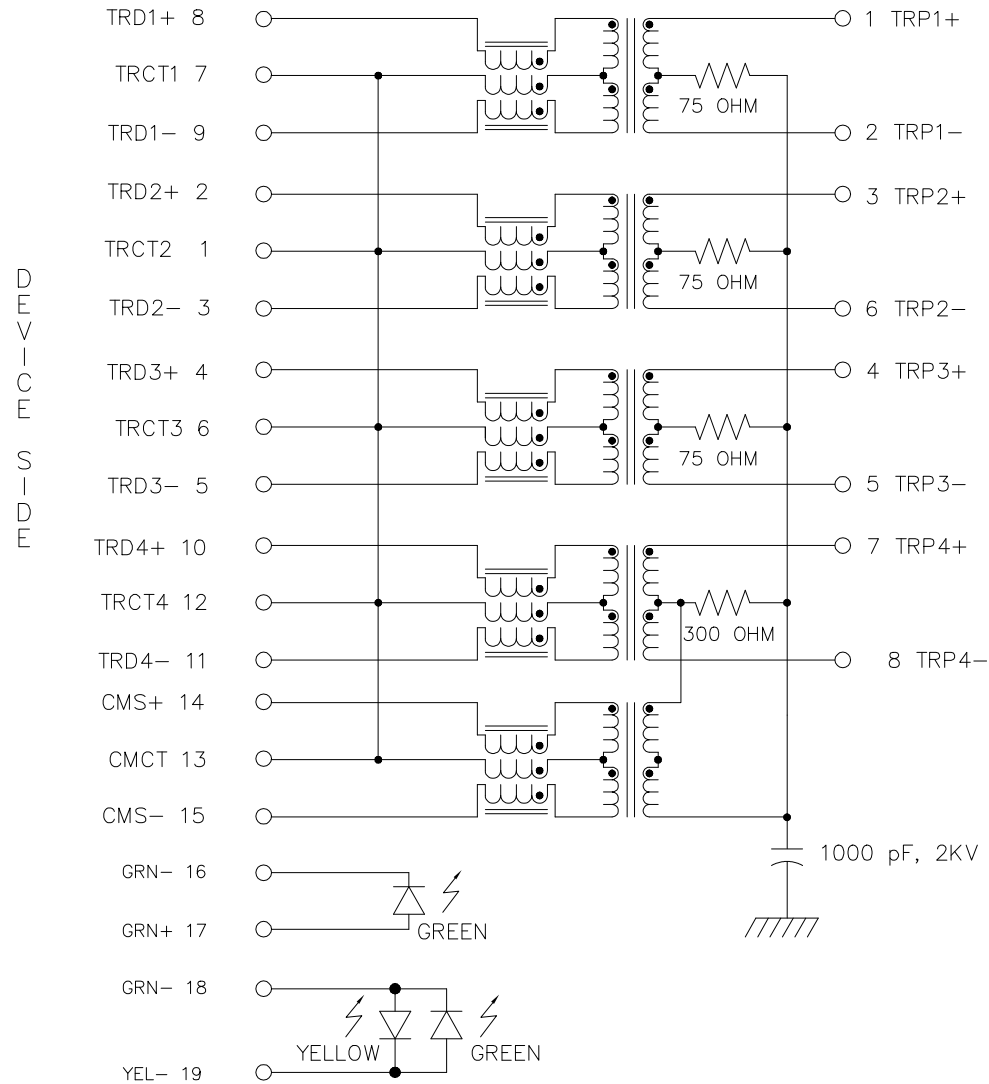 TRD1+ 8
1 TRP1+
TRCT1 7
75 OHM
TRD1- 9
2 TRP1-
TRD2+ 2
3 TRP2+
TRCT2 1
75 OHM
TRD2- 3
6 TRP2-
DEVICE SIDE
TRD3+ 4
4 TRP3+
TRCT3 6
75 OHM
TRD3- 5
5 TRP3-
TRD4+ 10
7 TRP4+
TRCT4 12
300 OHM
TRD4- 11
8 TRP4-
CMS+ 14
CMCT 13
CMS- 15
1000 pF, 2KV
GRN- 16
GRN+ 17
GREEN
GRN- 18
YELLOW
GREEN
YEL- 19